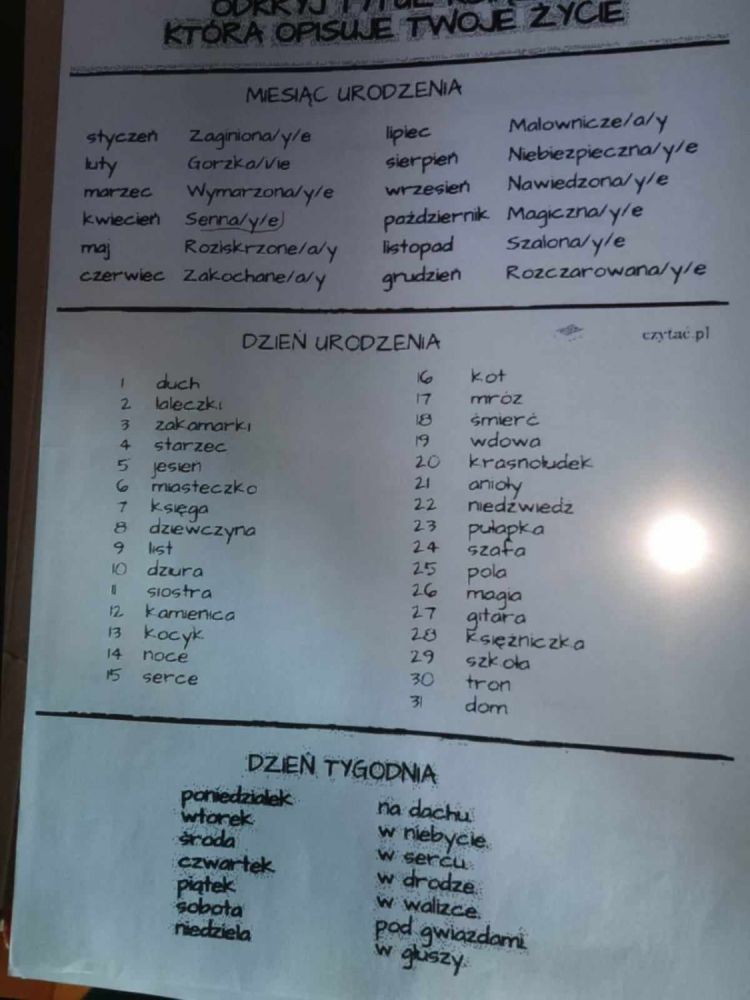 KTÓRA OPISUJE TWOJE ŻYCIE
MIESIĄC URODZENIA
styczeń Zaginiona/y/e lipiec Malownicze/a/y
luty Gorzka/i/ie sierpień Niebiezpieczna/y/e
marzec Wymarzona/y/e wrzesień Nawiedzona/y/e
kwiecień Senna/y/e październik Magiczna/y/e
maj Roziskrzone/a/y listopad Szalona/y/e
czerwiec Zakochane/a/y grudzień Rozczarowana/y/e
DZIEŃ URODZENIA
czytać.pl
1 duch 16 kot
2 laleczki 17 mróz
3 zakamarki 18 śmierć
4 starzec 19 wdowa
5 jesień 20 krasnoludek
6 miasteczko 21 anioły
7 księga 22 niedźwiedź
8 dziewczyna 23 pułapka
9 list 24 szafa
10 dziura 25 pola
11 siostra 26 magia
12 kamienica 27 gitara
13 kocyk 28 księżniczka
14 noce 29 szkoła
15 serce 30 tron
31 dom
DZIEŃ TYGODNIA
poniedziałek na dachu
wtorek w niebycie
środa w sercu
czwartek w drodze
piątek w walizce
sobota pod gwiazdami
niedziela w głuszy